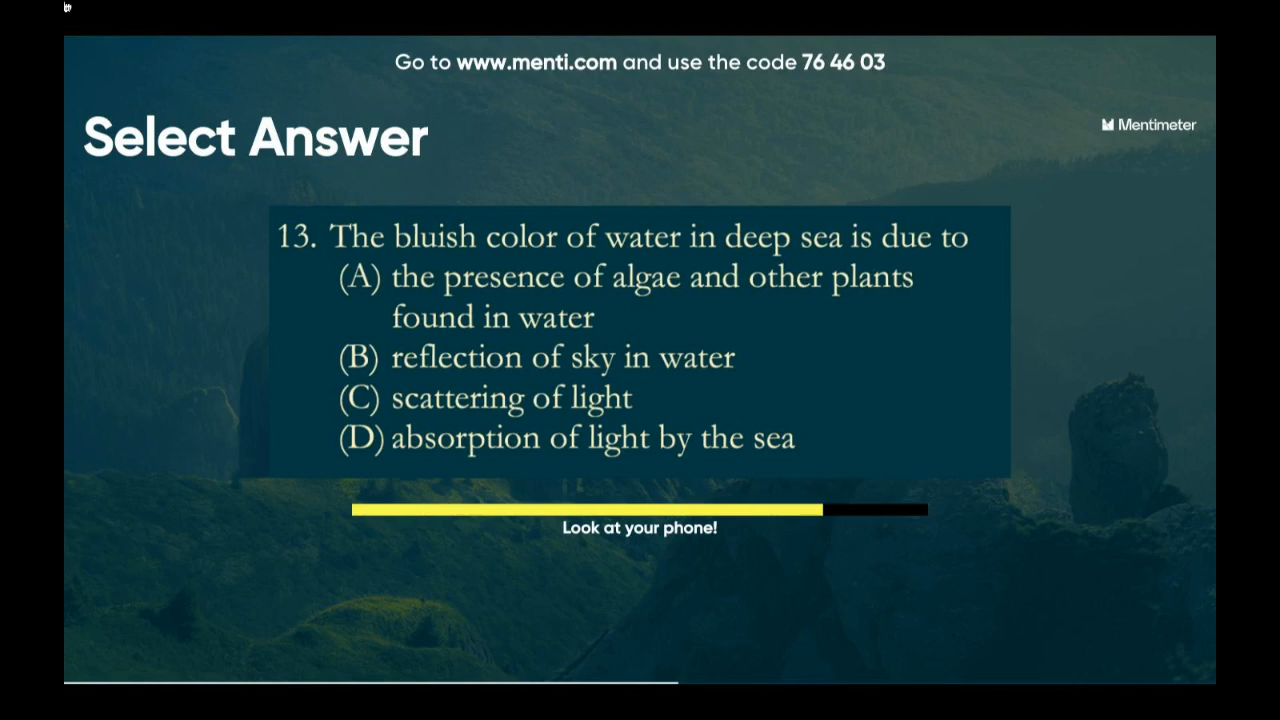 Go to www.menti.com and use the code 76 46 03
Select Answer
Mentimeter
13. The bluish color of water in deep sea is due to
(A) the presence of algae and other plants
found in water
(B) reflection of sky in water
(C) scattering of light
(D) absorption of light by the sea
Look at your phone!